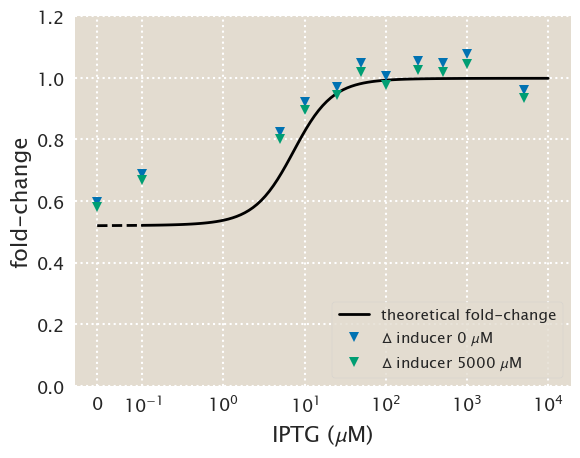 1.2
1.0
0.8
0.6
0.4
0.2
0.0
fold-change
theoretical fold-change
Δ inducer 0 μM
Δ inducer 5000 μM
0 10⁻¹ 10⁰ 10¹ 10² 10³ 10⁴
IPTG (μM)